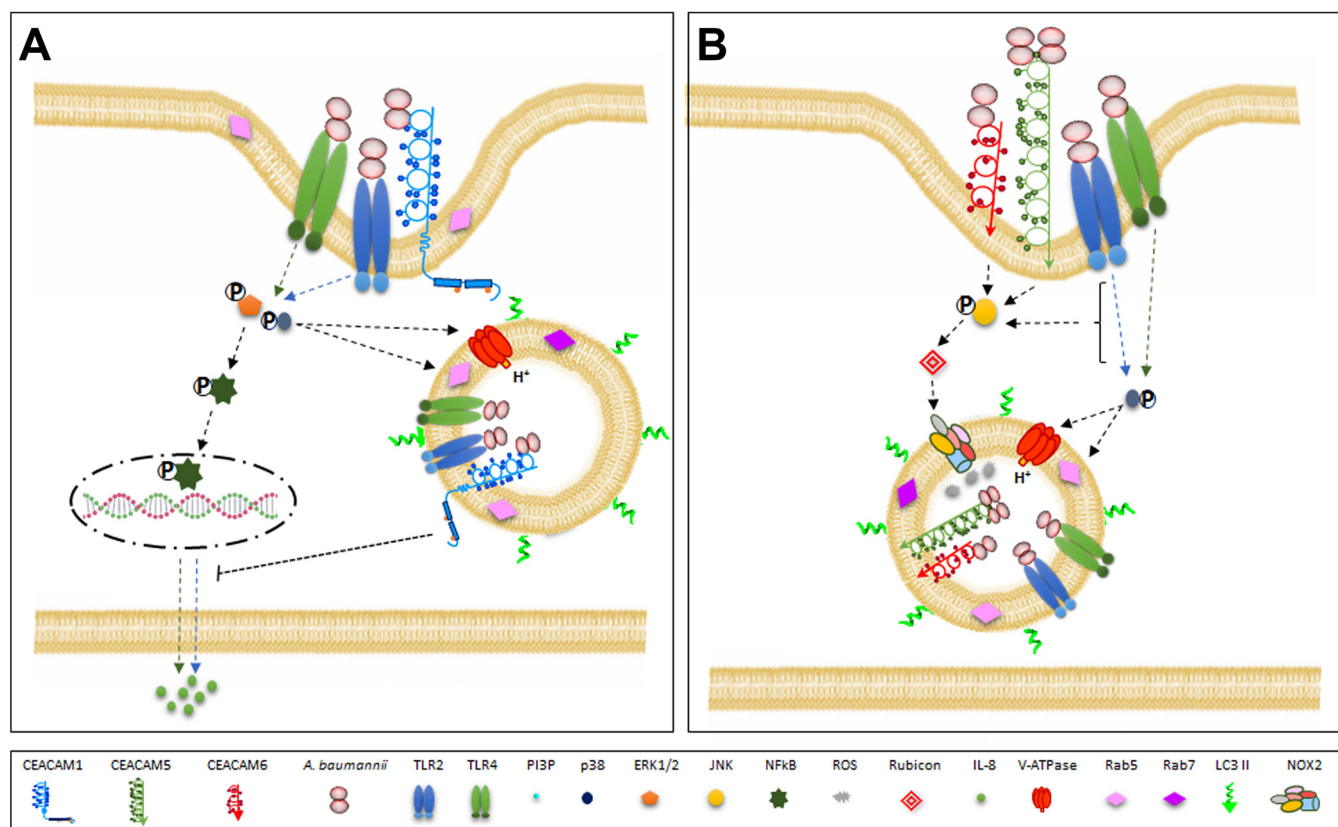 A
B
P
P
P
P
H⁺
P
P
H⁺
CEACAM1 CEACAM5 CEACAM6 A. baumannii TLR2 TLR4 PI3P p38 ERK1/2 JNK NFkB ROS Rubicon IL-8 V-ATPase Rab5 Rab7 LC3 II NOX2